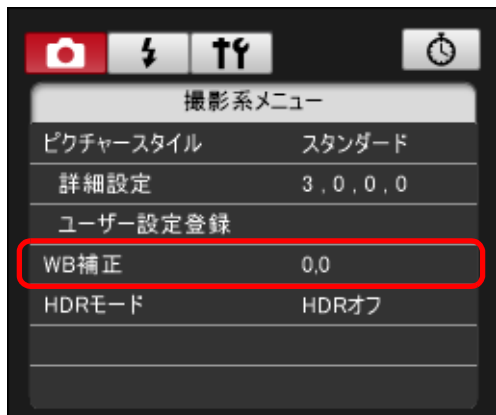 撮影系メニュー
ピクチャースタイル スタンダード
詳細設定 3,0,0,0
ユーザー設定登録
WB補正 0,0
HDRモード HDRオフ